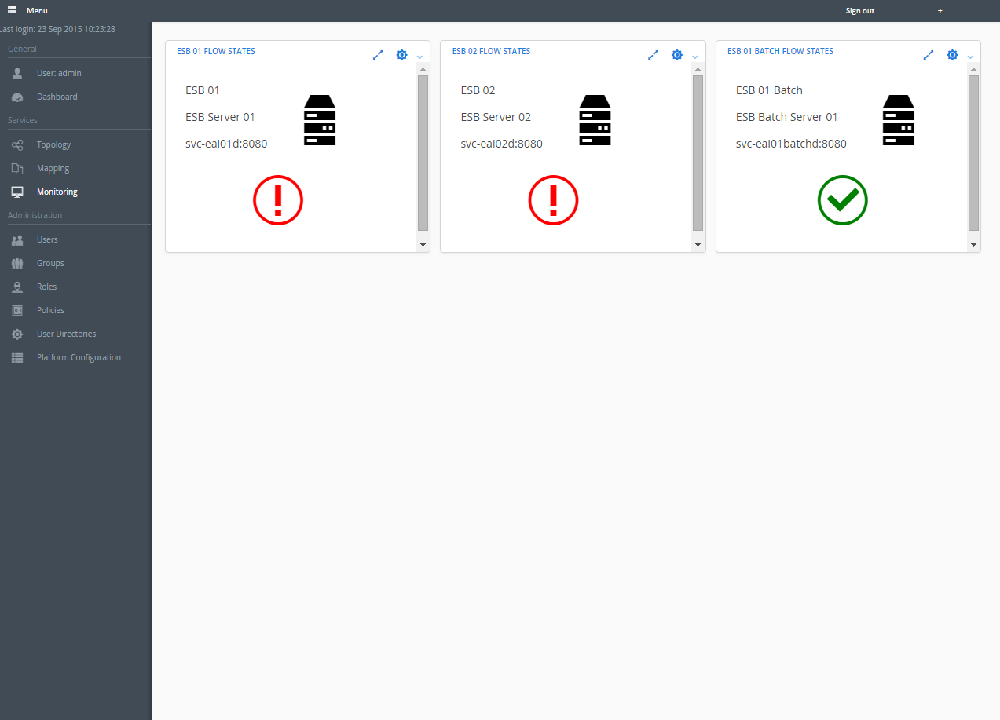 Menu
Sign out
+
Last login: 23 Sep 2015 10:23:28
General
User: admin
Dashboard
Services
Topology
Mapping
Monitoring
Administration
Users
Groups
Roles
Policies
User Directories
Platform Configuration
ESB 01 FLOW STATES
ESB 01
ESB Server 01
svc-eai01d:8080
ESB 02 FLOW STATES
ESB 02
ESB Server 02
svc-eai02d:8080
ESB 01 BATCH FLOW STATES
ESB 01 Batch
ESB Batch Server 01
svc-eai01batchd:8080